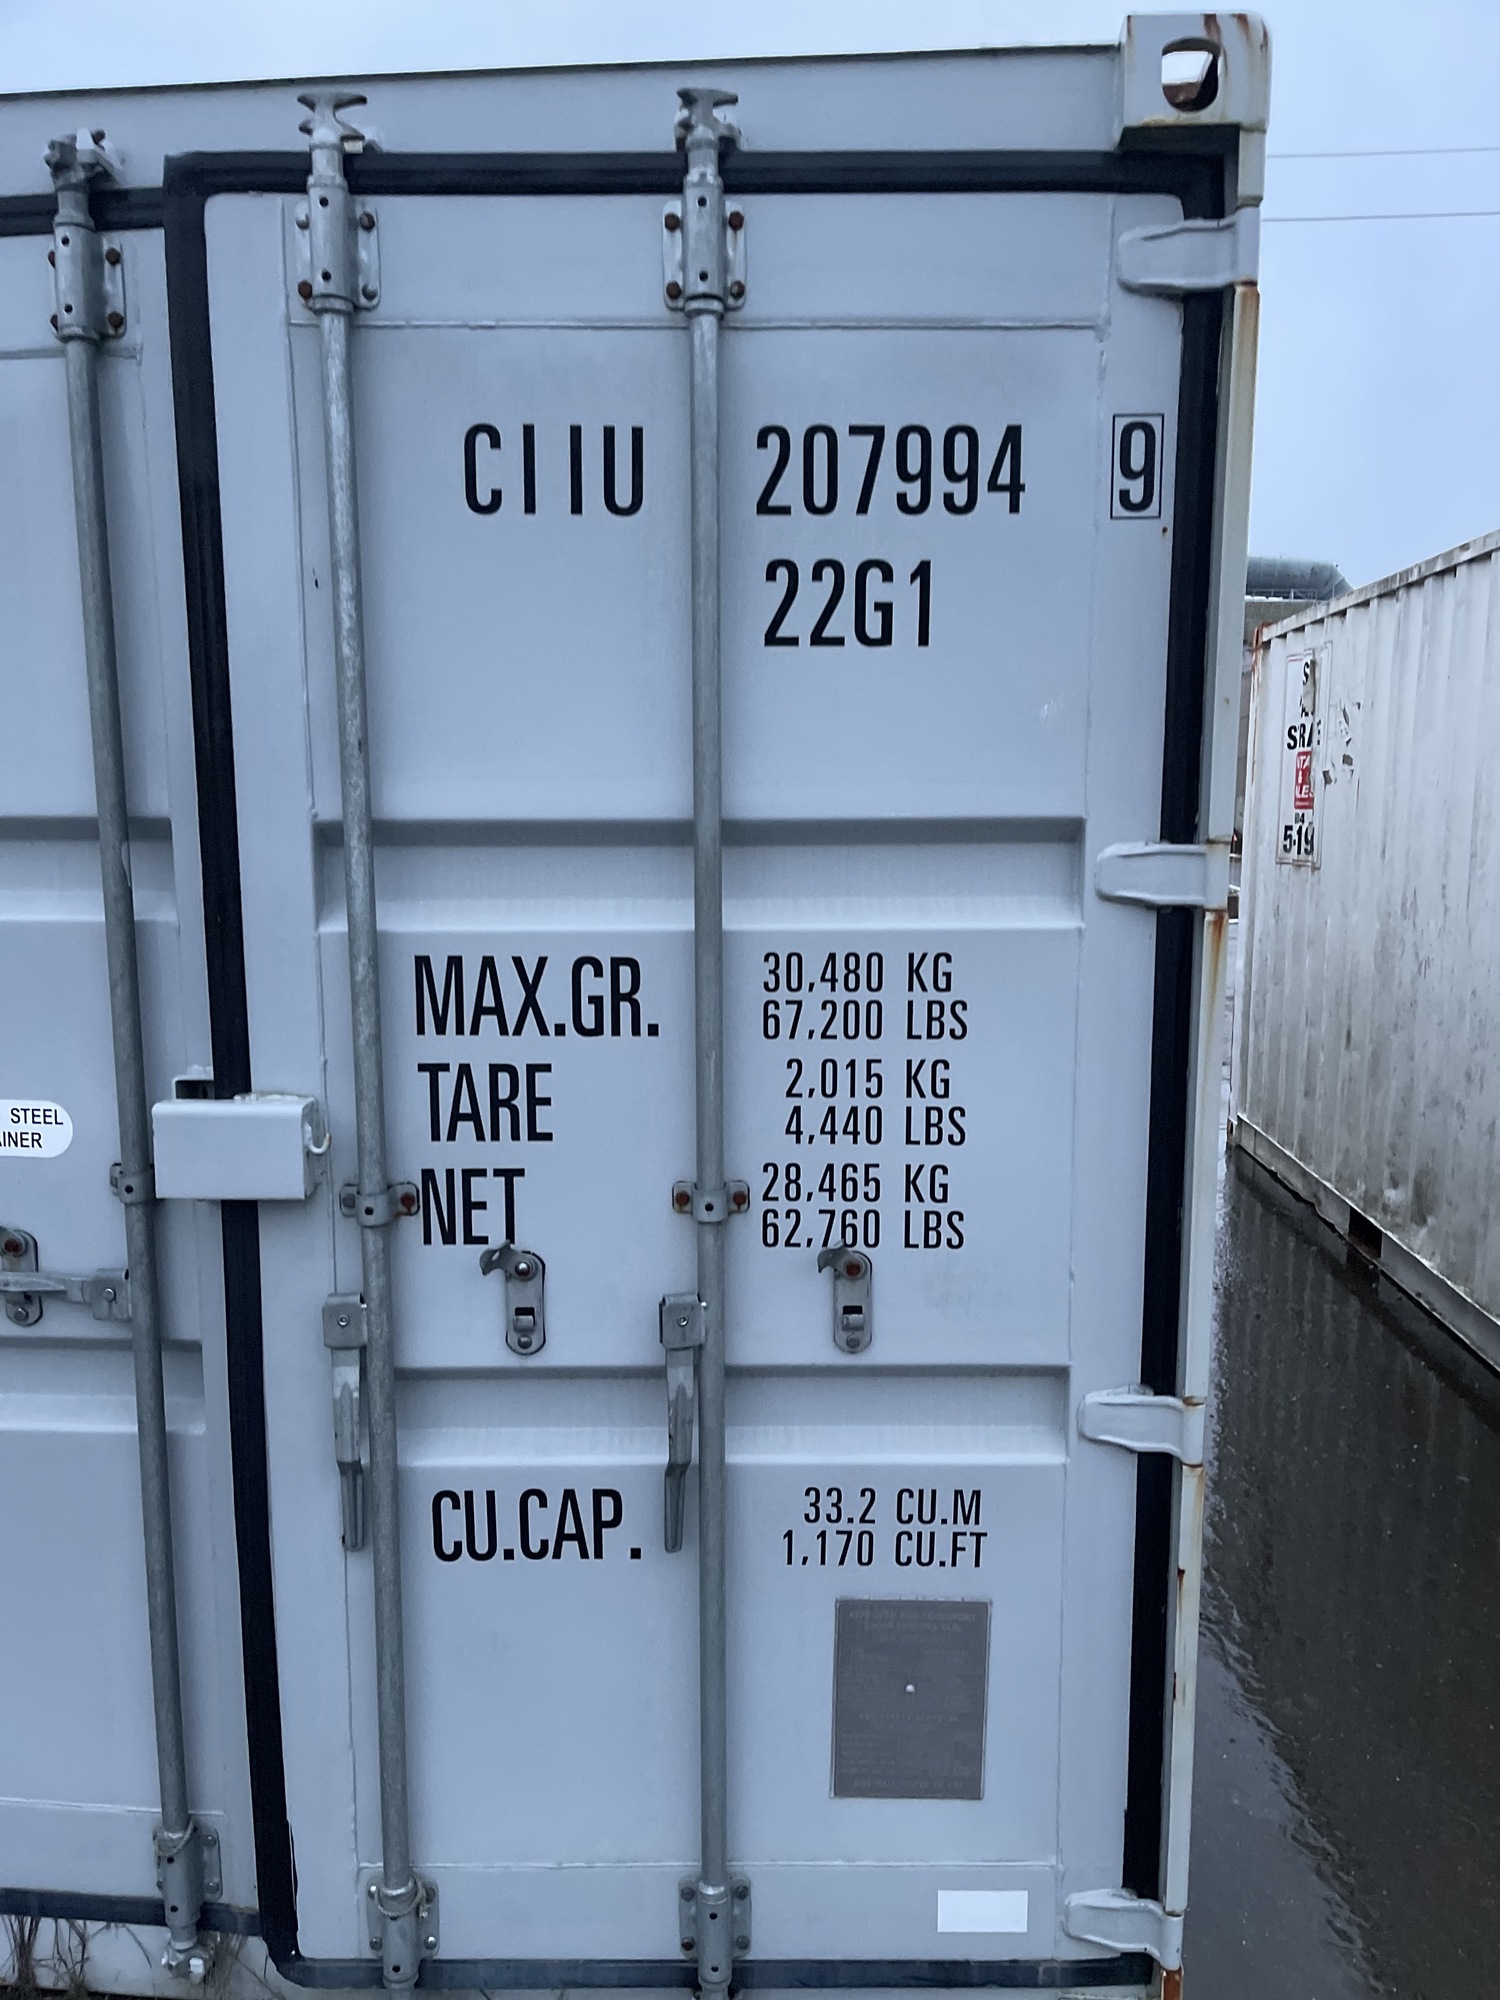 CIIU 207994 9
22G1
MAX.GR. 30,480 KG
67,200 LBS
TARE 2,015 KG
4,440 LBS
NET 28,465 KG
62,760 LBS
CU.CAP. 33.2 CU.M
1,170 CU.FT
STEEL
519